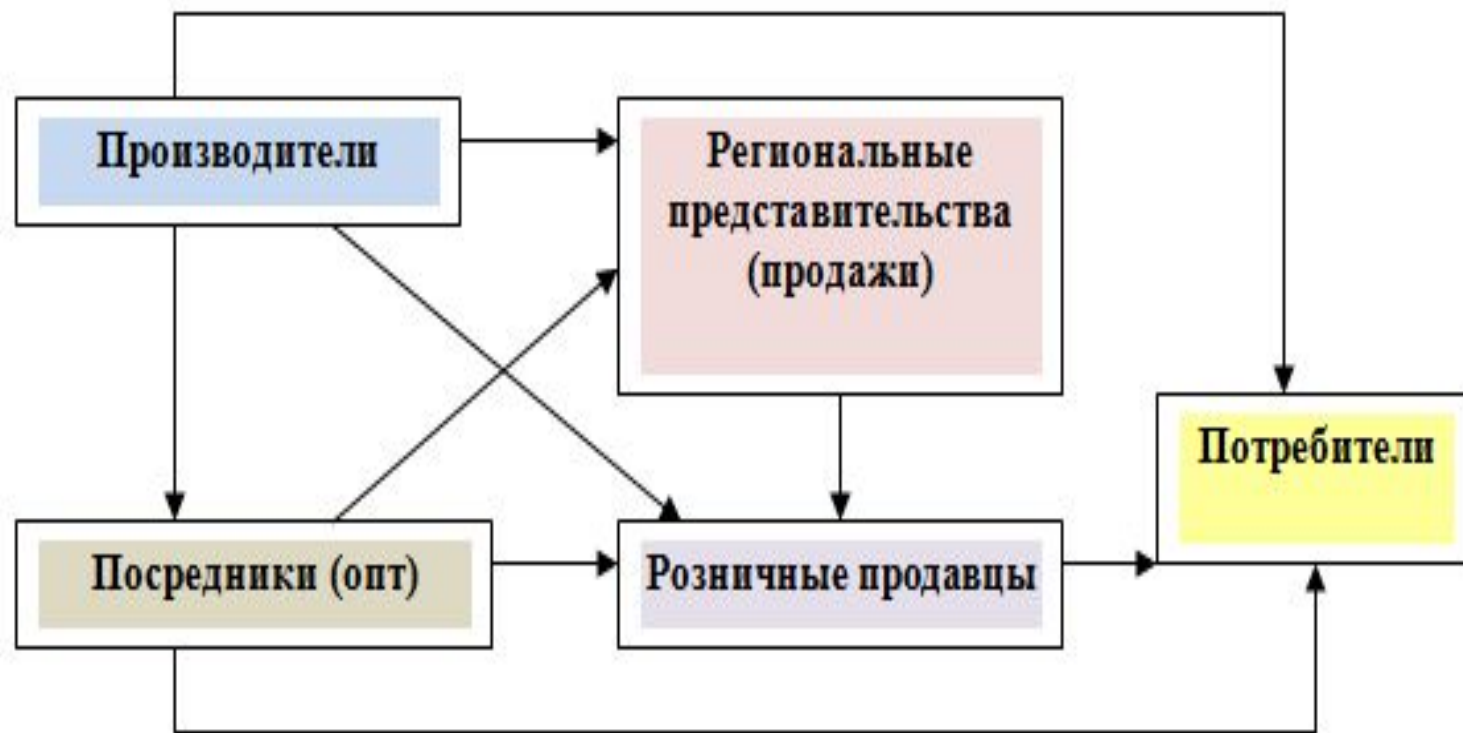 Производители
Региональные
представительства
(продажи)
Потребители
Посредники (опт)
Розничные продавцы